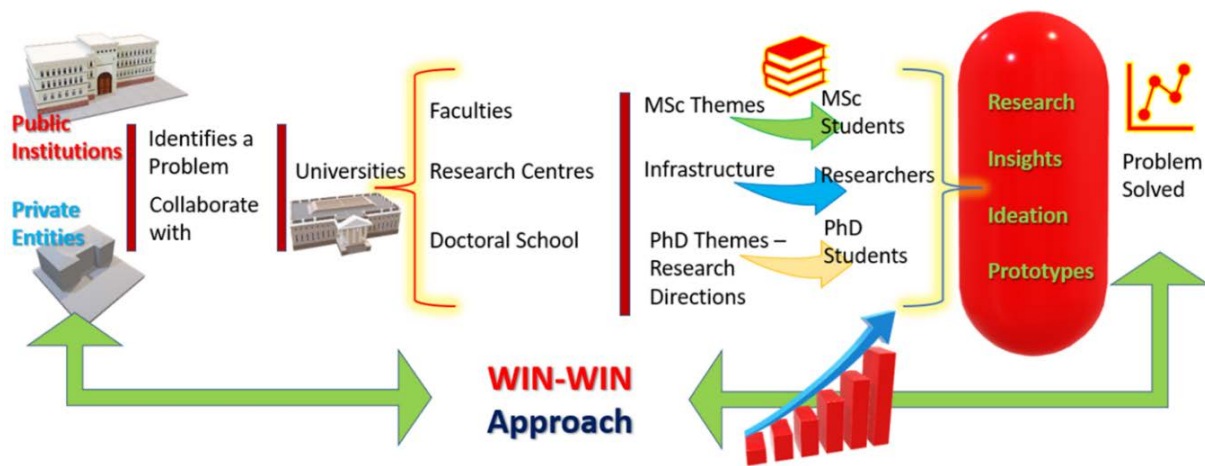 Public
Institutions
Private
Entities
Identifies a
Problem
Collaborate
with
Universities
Faculties
Research Centres
Doctoral School
MSc Themes
MSc
Students
Infrastructure
Researchers
PhD Themes –
Research
Directions
PhD
Students
Research
Insights
Ideation
Prototypes
Problem
Solved
WIN-WIN
Approach